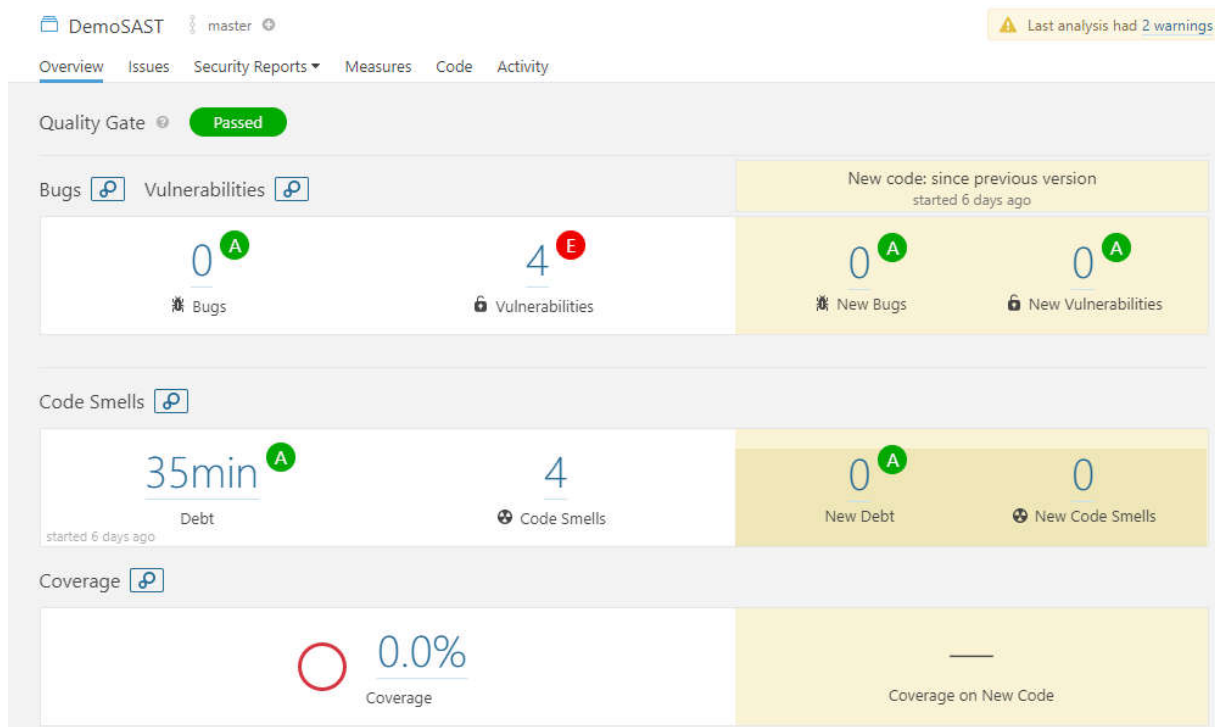 DemoSAST master
Last analysis had 2 warnings
Overview Issues Security Reports Measures Code Activity
Quality Gate Passed
Bugs Vulnerabilities
New code: since previous version
started 6 days ago
0 A
Bugs
4 E
Vulnerabilities
0 A
New Bugs
0 A
New Vulnerabilities
Code Smells
35min A
Debt
started 6 days ago
4
Code Smells
0 A
New Debt
0
New Code Smells
Coverage
0.0%
Coverage
—
Coverage on New Code